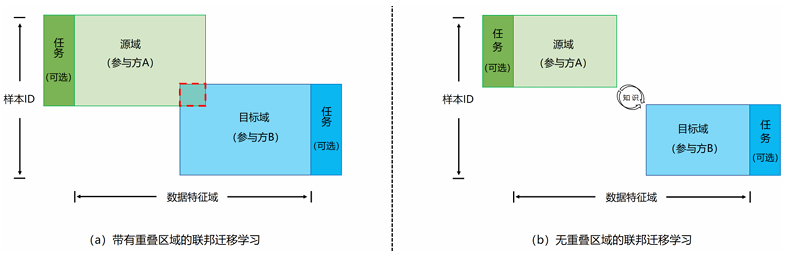 任务
(可选)
源域
(参与方A)
样本ID
目标域
(参与方B)
任务
(可选)
数据特征域
(a) 带有重叠区域的联邦迁移学习
任务
(可选)
源域
(参与方A)
知识
样本ID
目标域
(参与方B)
任务
(可选)
数据特征域
(b) 无重叠区域的联邦迁移学习